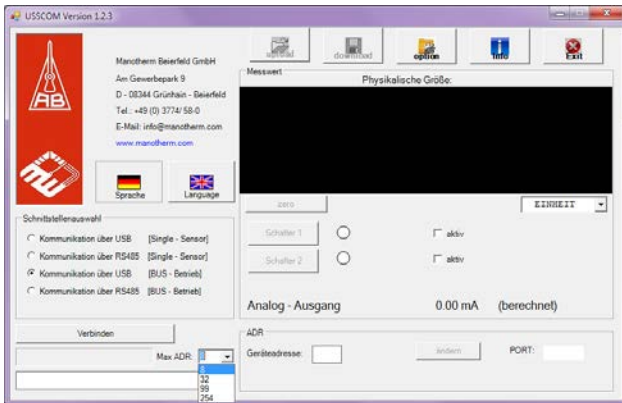 USSCOM Version 1.2.3
Manotherm Beierfeld GmbH
Am Gewerbepark 9
D - 08344 Grünhain - Beierfeld
Tel.: +49 (0) 3774/ 58-0
E-Mail: info@manotherm.com
www.manotherm.com
Sprache
Language
upload
download
option
Info
Exit
Messwert
Physikalische Größe:
zero
EINHEIT
Schnittstellenauswahl
Kommunikation über USB [Single - Sensor]
Kommunikation über RS485 [Single - Sensor]
Kommunikation über USB [BUS - Betrieb]
Kommunikation über RS485 [BUS - Betrieb]
Schalter 1
aktiv
Schalter 2
aktiv
Analog - Ausgang 0.00 mA (berechnet)
Verbinden
Max ADR:
8
32
99
254
ADR
Geräteadresse:
ändern
PORT: